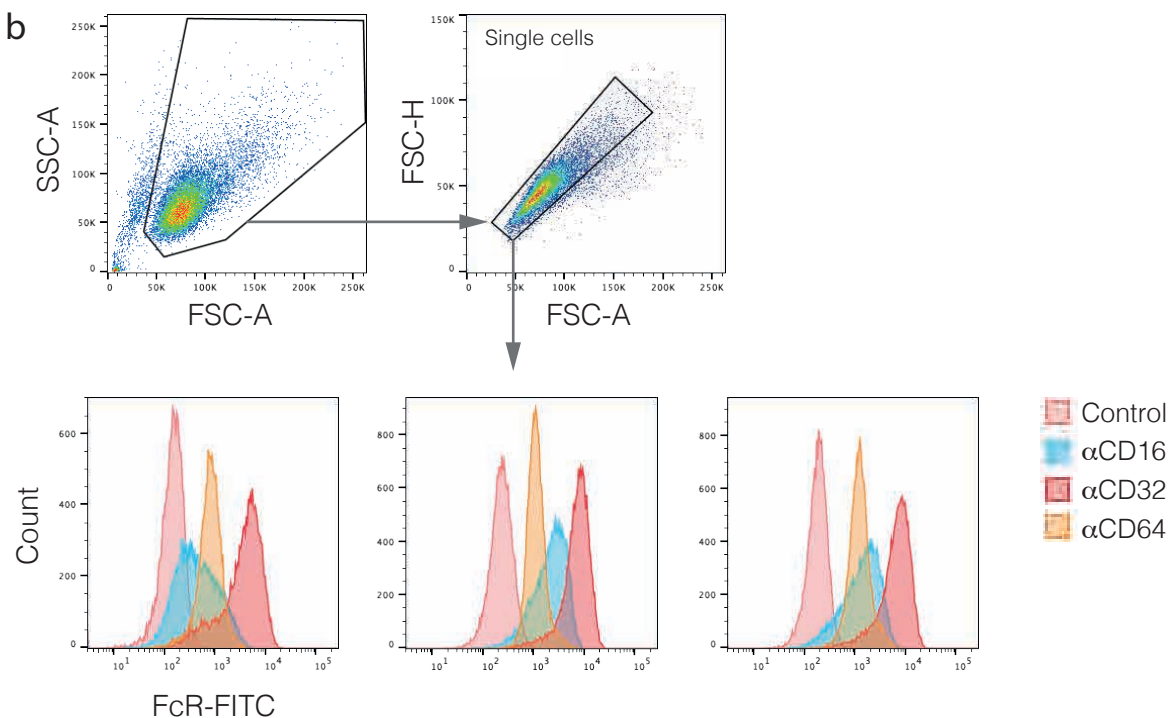 b
SSC-A
250K
200K
150K
100K
50K
0
0 50K 100K 150K 200K 250K
FSC-A
Single cells
FSC-H
150K
100K
50K
0
0 50K 100K 150K 200K 250K
FSC-A
Count
600
400
200
0
10¹ 10² 10³ 10⁴ 10⁵
FcR-FITC
800
600
400
200
0
10¹ 10² 10³ 10⁴ 10⁵
800
600
400
200
0
10¹ 10² 10³ 10⁴ 10⁵
Control
αCD16
αCD32
αCD64